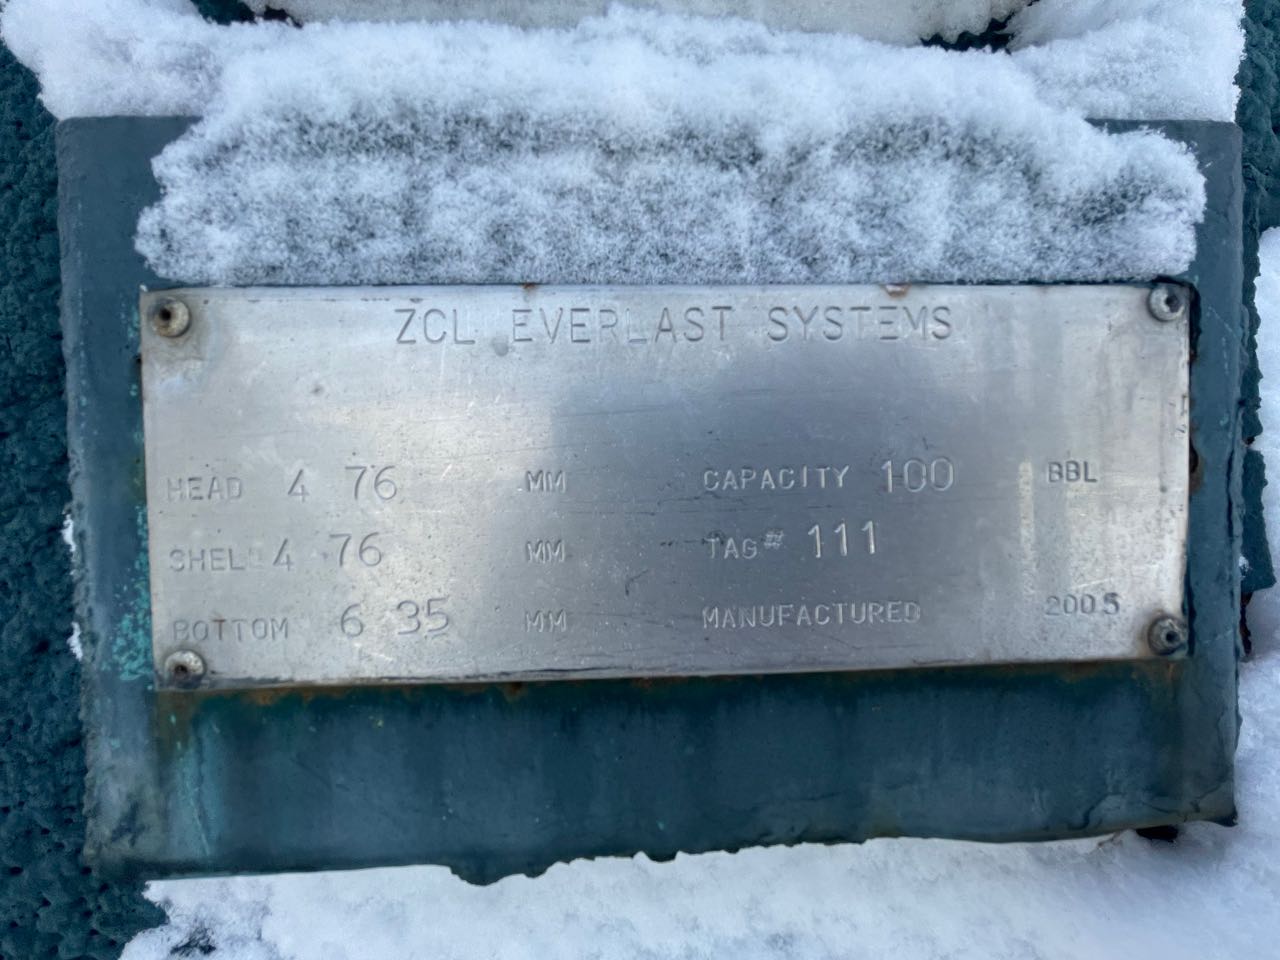 ZCL EVERLAST SYSTEMS
HEAD 4 76 MM CAPACITY 100 BBL
SHELL 4 76 MM TAG# 111
BOTTOM 6 35 MM MANUFACTURED 2005